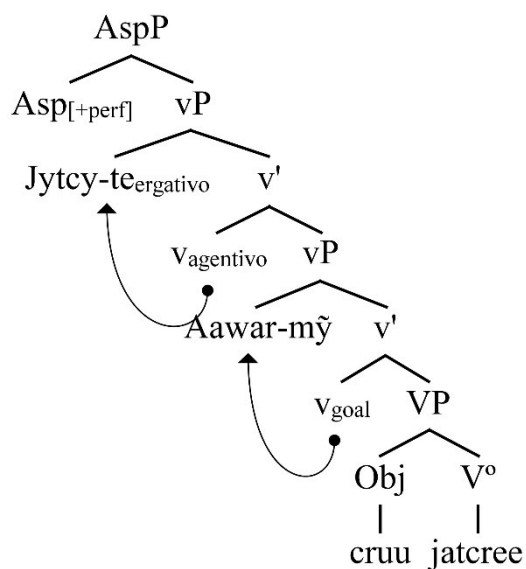 AspP
Asp[+perf] vP
Jytcy-teergativo v'
vagentivo vP
Aawar-mỹ v'
vgoal VP
Obj Vº
cruu jatcree